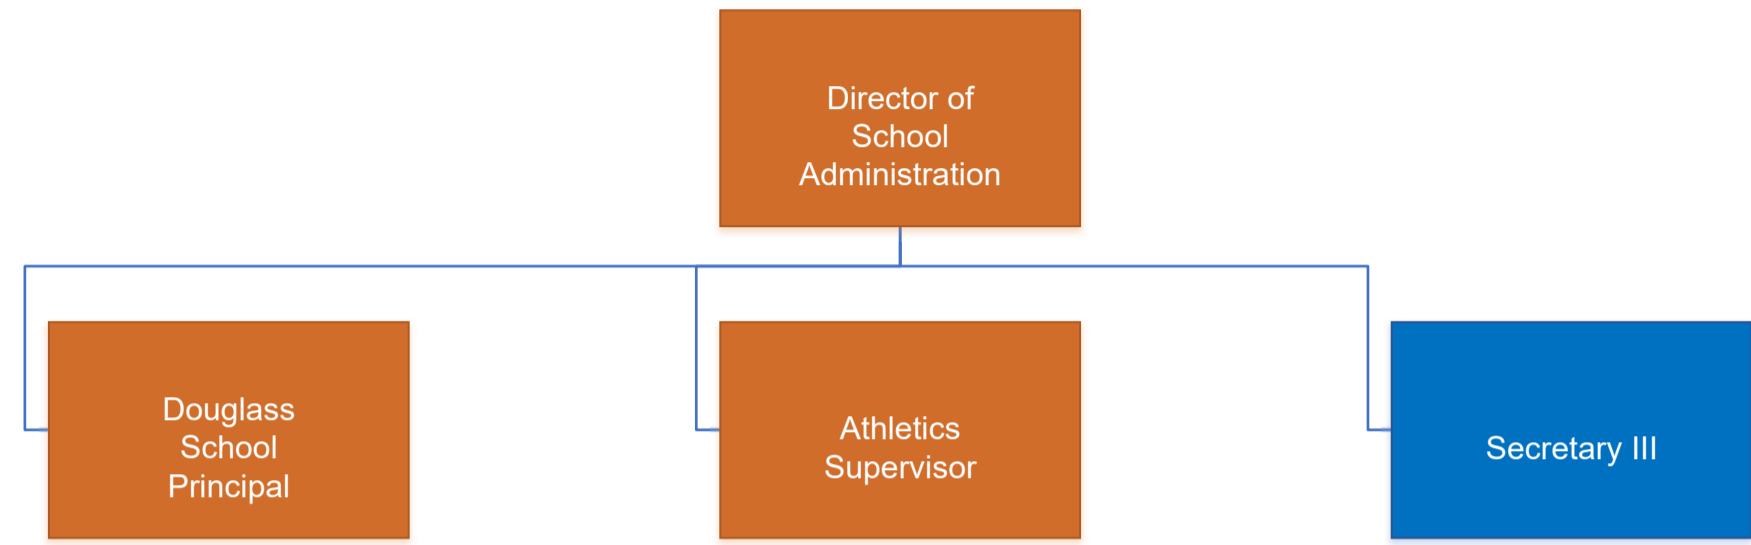 Director of
School
Administration
Douglass
School
Principal
Athletics
Supervisor
Secretary III